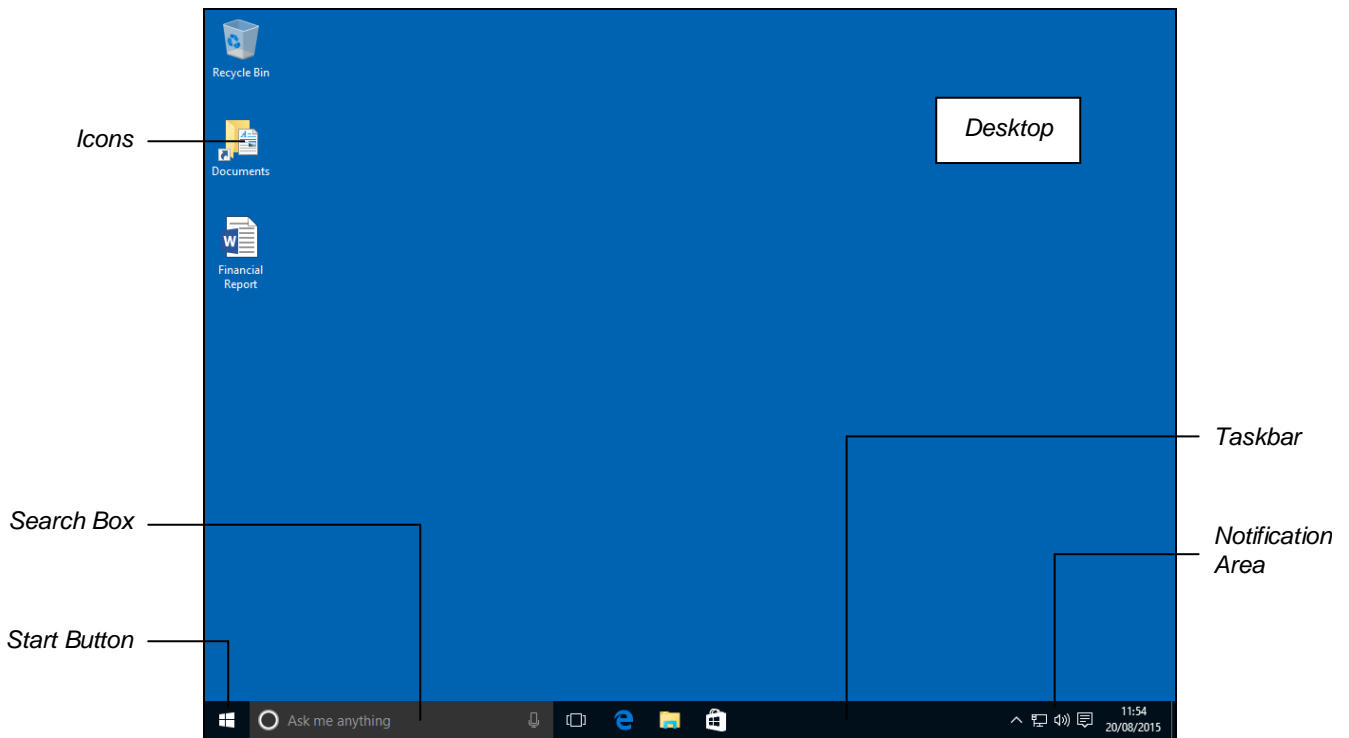 Recycle Bin
Desktop
Icons
Documents
W
Financial
Report
Taskbar
Search Box
Notification
Area
Start Button
Ask me anything
11:54
20/08/2015